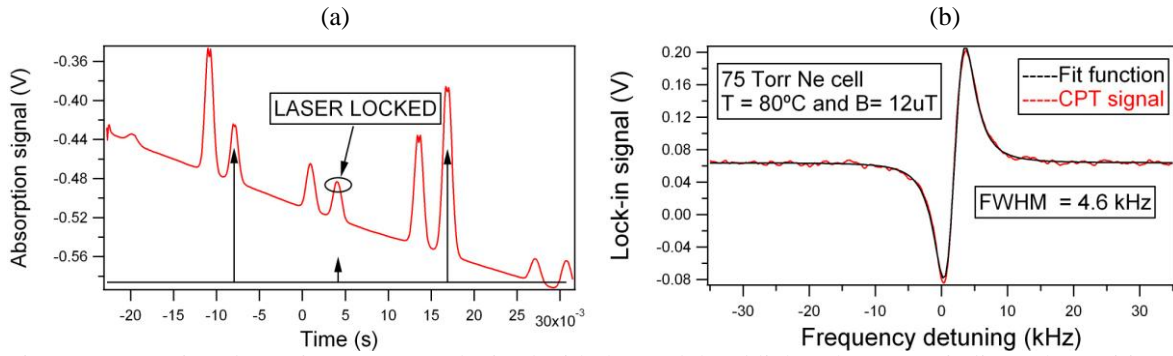 (a)
Absorption signal (V)
-0.36
-0.40
-0.44
-0.48
-0.52
-0.56
LASER LOCKED
-20 -15 -10 -5 0 5 10 15 20 25 30x10⁻³
Time (s)
(b)
Lock-in signal (V)
0.20
0.16
0.12
0.08
0.04
0.00
-0.04
-0.08
75 Torr Ne cell
T = 80ºC and B= 12uT
Fit function
CPT signal
FWHM = 4.6 kHz
-30 -20 -10 0 10 20 30
Frequency detuning (kHz)